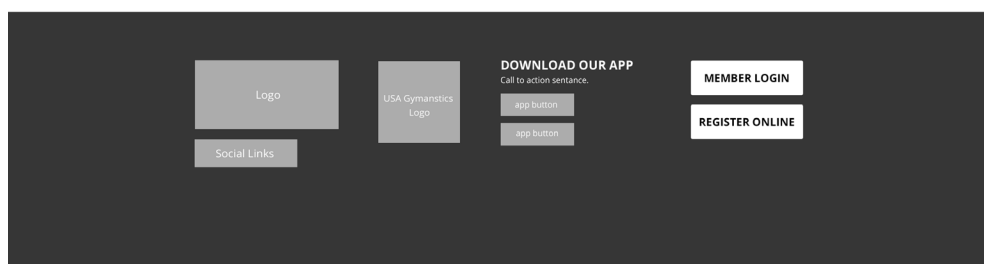 Logo
Social Links
USA Gymanstics
Logo
DOWNLOAD OUR APP
Call to action sentance.
app button
app button
MEMBER LOGIN
REGISTER ONLINE